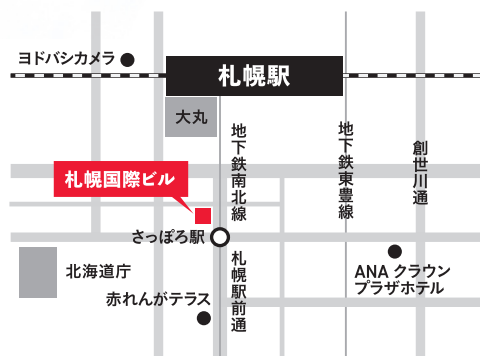 ヨドバシカメラ
札幌駅
大丸
地下鉄南北線
地下鉄東豊線
創世川通
札幌国際ビル
さっぽろ駅
北海道庁
札幌駅前通
ANA クラウン
プラザホテル
赤れんがテラス